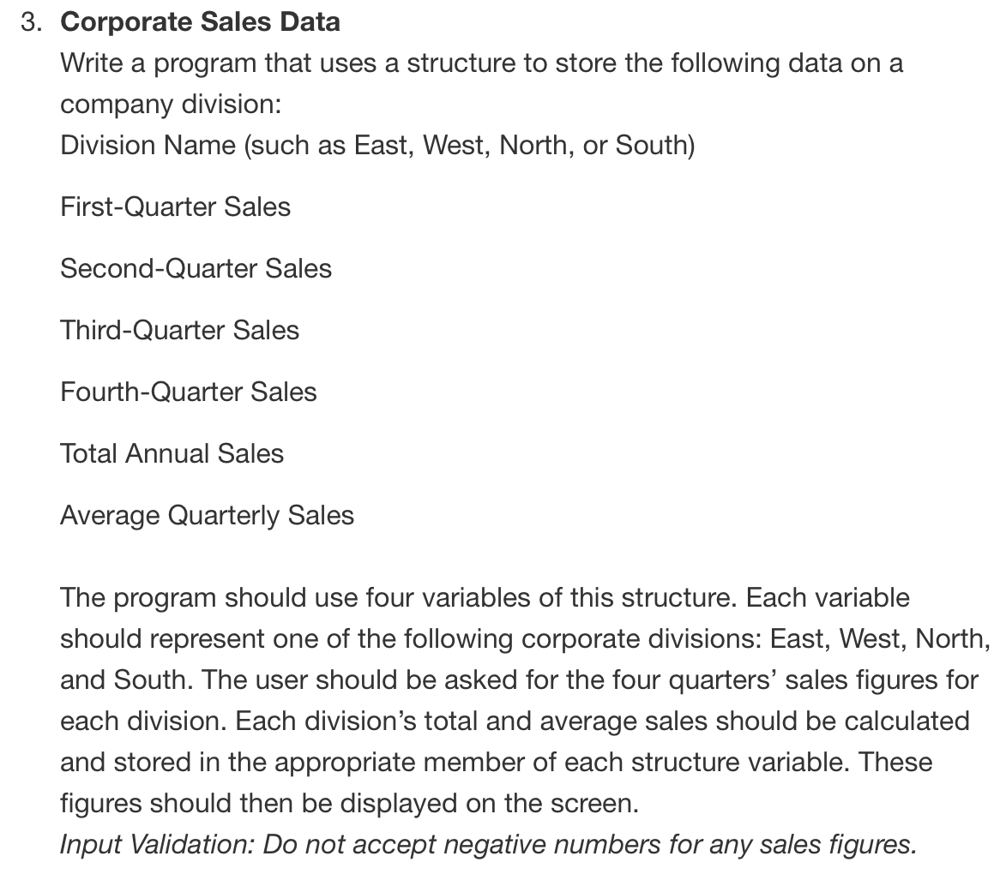 3. Corporate Sales Data
Write a program that uses a structure to store the following data on a
company division:
Division Name (such as East, West, North, or South)
First-Quarter Sales
Second-Quarter Sales
Third-Quarter Sales
Fourth-Quarter Sales
Total Annual Sales
Average Quarterly Sales
The program should use four variables of this structure. Each variable
should represent one of the following corporate divisions: East, West, North,
and South. The user should be asked for the four quarters’ sales figures for
each division. Each division’s total and average sales should be calculated
and stored in the appropriate member of each structure variable. These
figures should then be displayed on the screen.
Input Validation: Do not accept negative numbers for any sales figures.